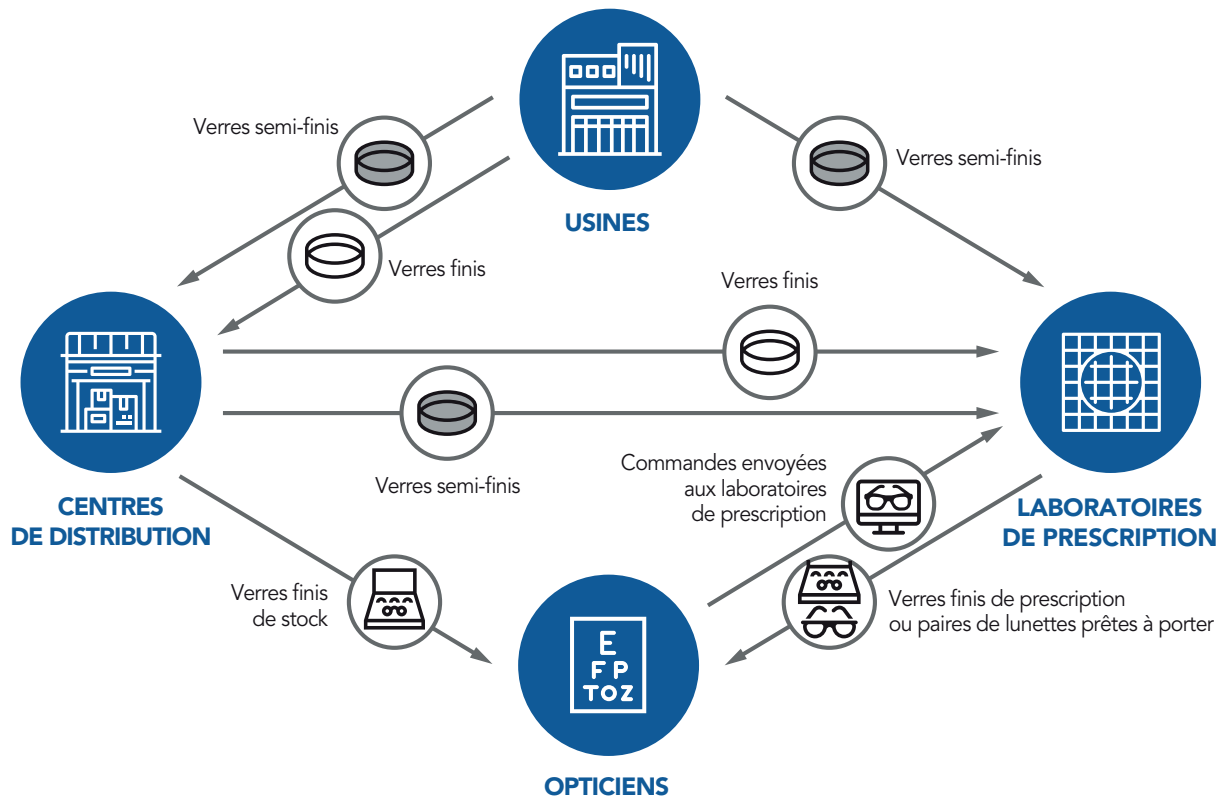 Verres semi-finis
Verres semi-finis
USINES
Verres finis
Verres finis
Verres semi-finis
Commandes envoyées
aux laboratoires
de prescription
CENTRES
DE DISTRIBUTION
LABORATOIRES
DE PRESCRIPTION
Verres finis
de stock
Verres finis de prescription
ou paires de lunettes prêtes à porter
E
F P
TOZ
OPTICIENS